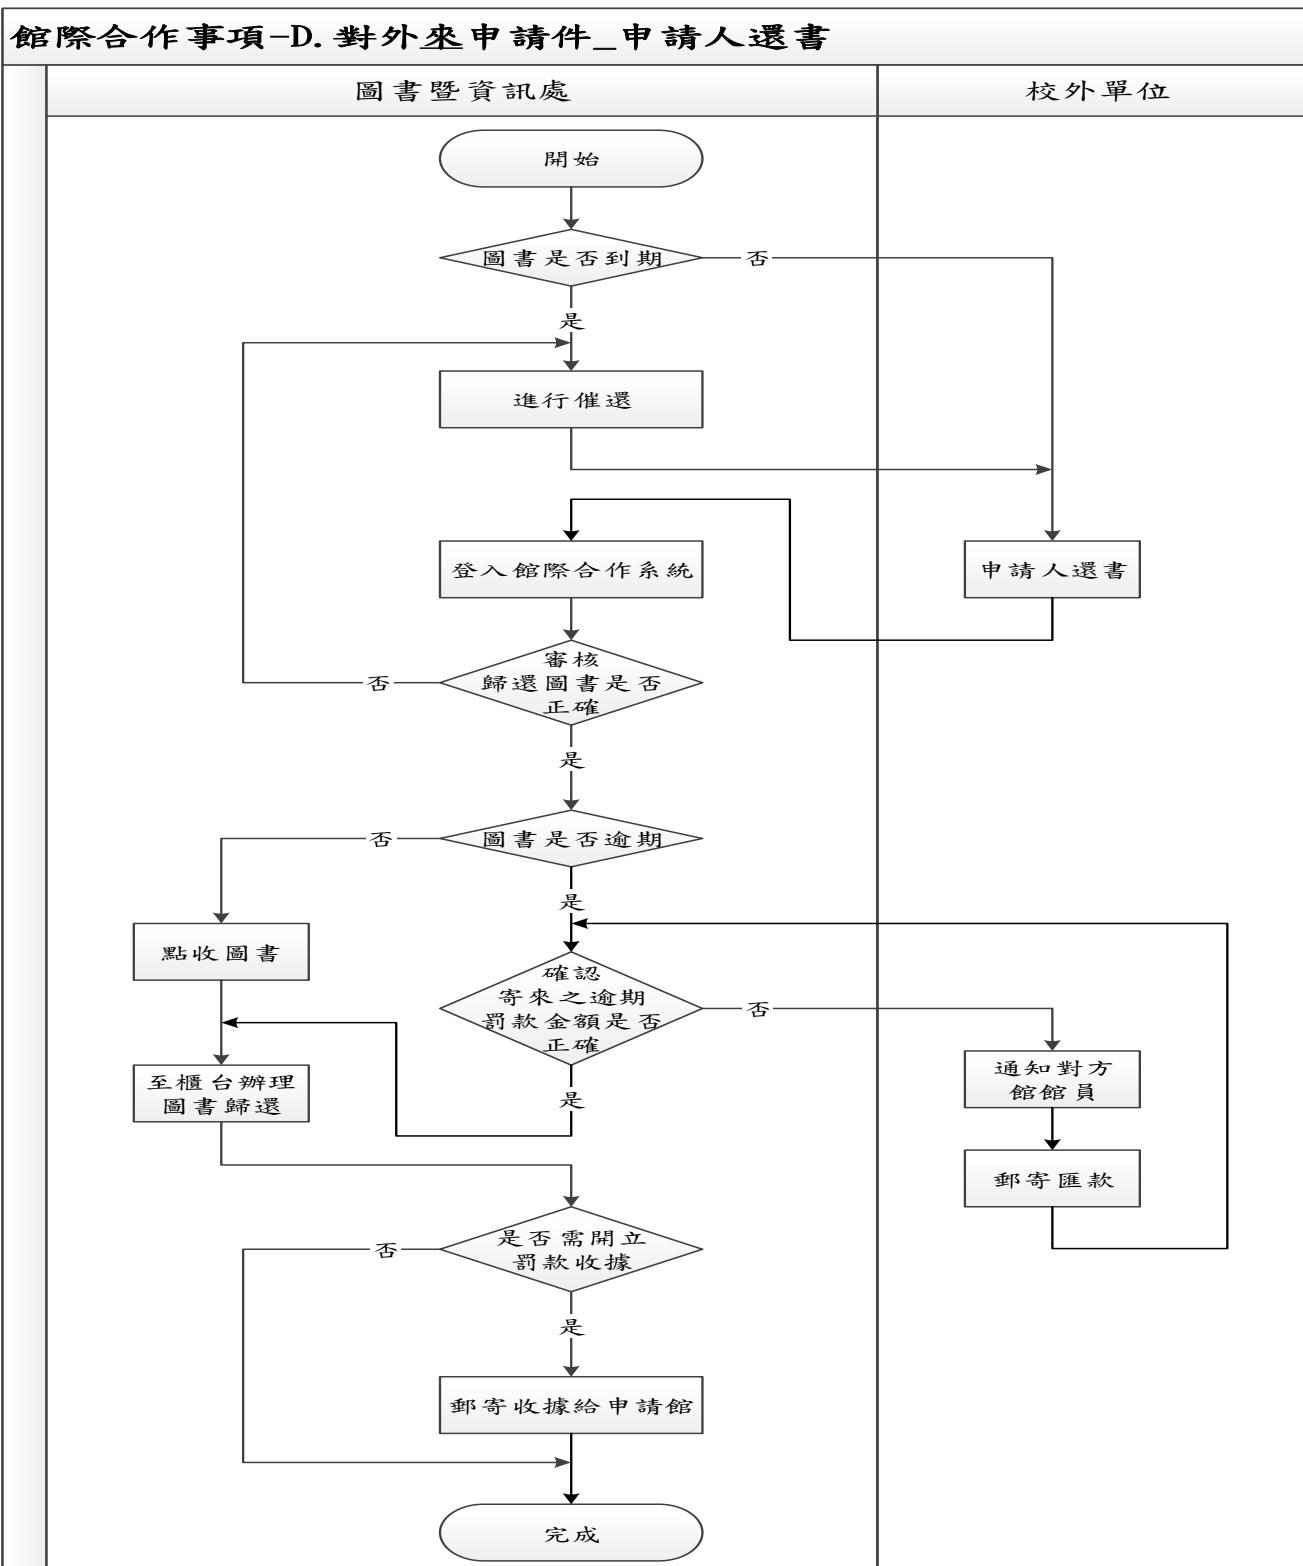 館際合作事項-D.對外來申請件_申請人還書
圖書暨資訊處
校外單位
開始
圖書是否到期
否
是
進行催還
登入館際合作系統
申請人還書
審核
歸還圖書是否
正確
否
是
圖書是否逾期
否
是
點收圖書
確認
寄來之逾期
罰款金額是否
正確
否
是
至櫃台辦理
圖書歸還
通知對方
館館員
郵寄匯款
是否需開立
罰款收據
否
是
郵寄收據給申請館
完成